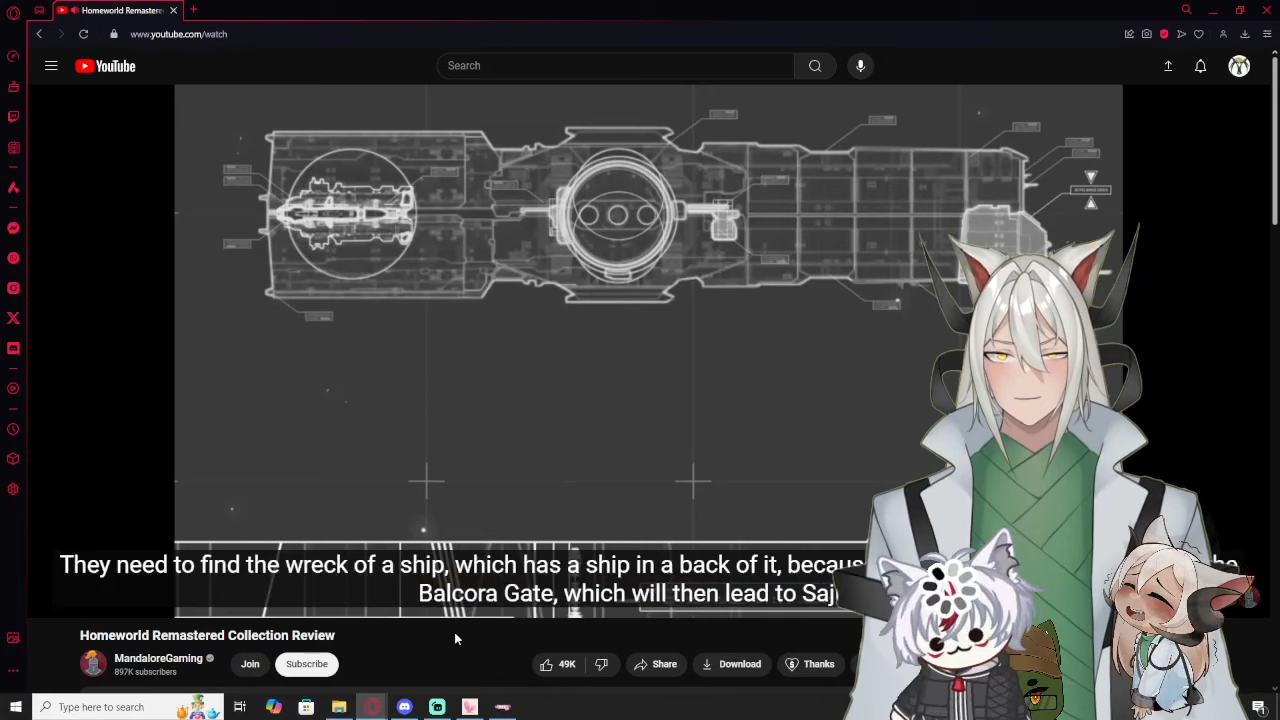 Homeworld Remastere
www.youtube.com/watch
YouTube
Search
They need to find the wreck of a ship, which has a ship in a back of it, becau
Balcora Gate, which will then lead to Saj
Homeworld Remastered Collection Review
MandaloreGaming
897K subscribers
Join
Subscribe
49K
Share
Download
Thanks
Type here to search